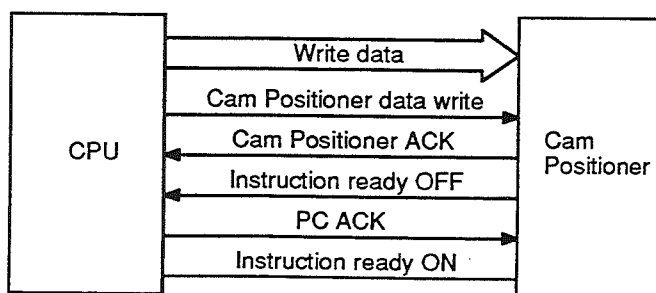 Write data
Cam Positioner data write
Cam Positioner ACK
CPU
Cam
Positioner
Instruction ready OFF
PC ACK
Instruction ready ON